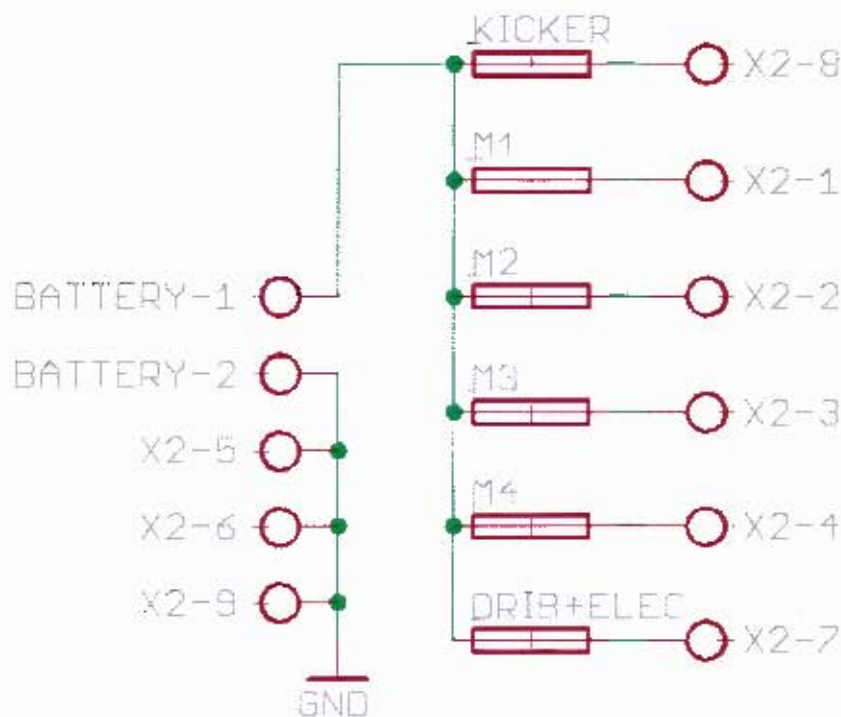 KICKER
X2-8
M1
X2-1
M2
BATTERY-1
X2-2
BATTERY-2
M3
X2-3
X2-5
M4
X2-6
X2-4
X2-9
DRIB+ELEC
X2-7
GND